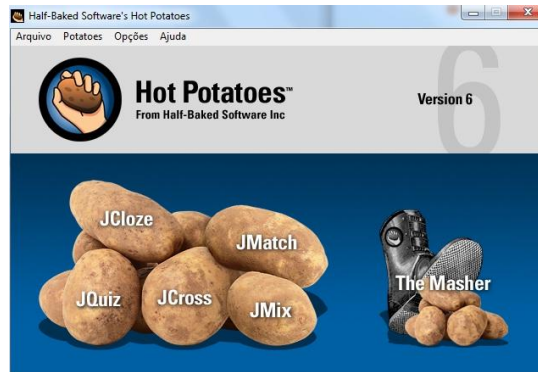 Half-Baked Software's Hot Potatoes
Arquivo Potatoes Opções Ajuda
Hot Potatoes™
From Half-Baked Software Inc
6
Version 6
JCloze
JMatch
JQuiz
JCross
JMix
The Masher